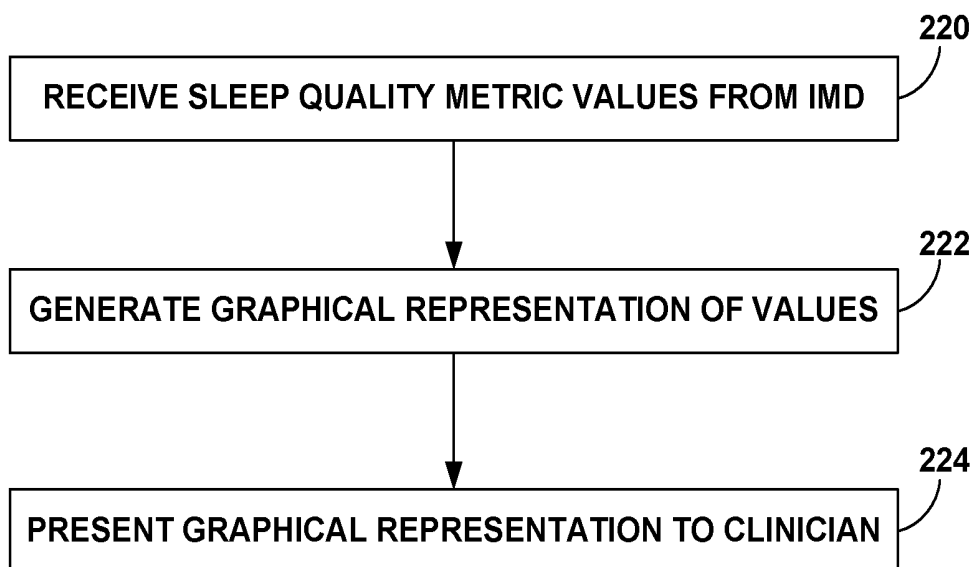 220
RECEIVE SLEEP QUALITY METRIC VALUES FROM IMD
222
GENERATE GRAPHICAL REPRESENTATION OF VALUES
224
PRESENT GRAPHICAL REPRESENTATION TO CLINICIAN